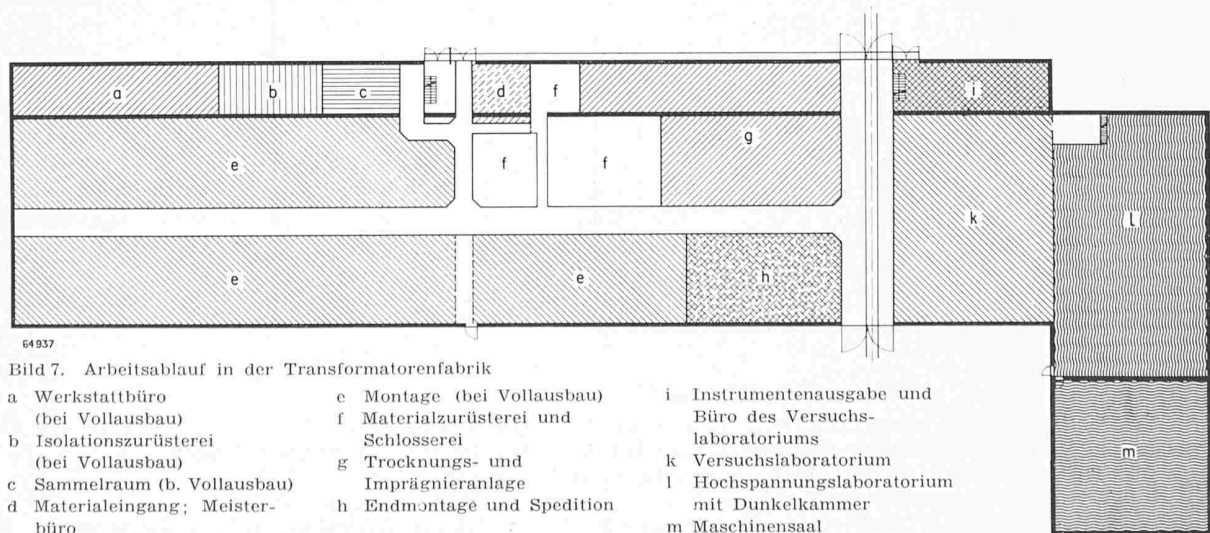 a
b
c
d
f
i
e
f
f
g
k
l
e
e
h
m
64937
Bild 7. Arbeitsablauf in der Transformatorenfabrik
a Werkstattbüro
(bei Vollausbau)
b Isolationszurüsterei
(bei Vollausbau)
c Sammelraum (b. Vollausbau)
d Materialeingang; Meister-
büro
e Montage (bei Vollausbau)
f Materialzurüsterei und
Schlosserei
g Trocknungs- und
Imprägnieranlage
h Endmontage und Spedition
i Instrumentenausgabe und
Büro des Versuchs-
laboratoriums
k Versuchslaboratorium
l Hochspannungslaboratorium
mit Dunkelkammer
m Maschinensaal